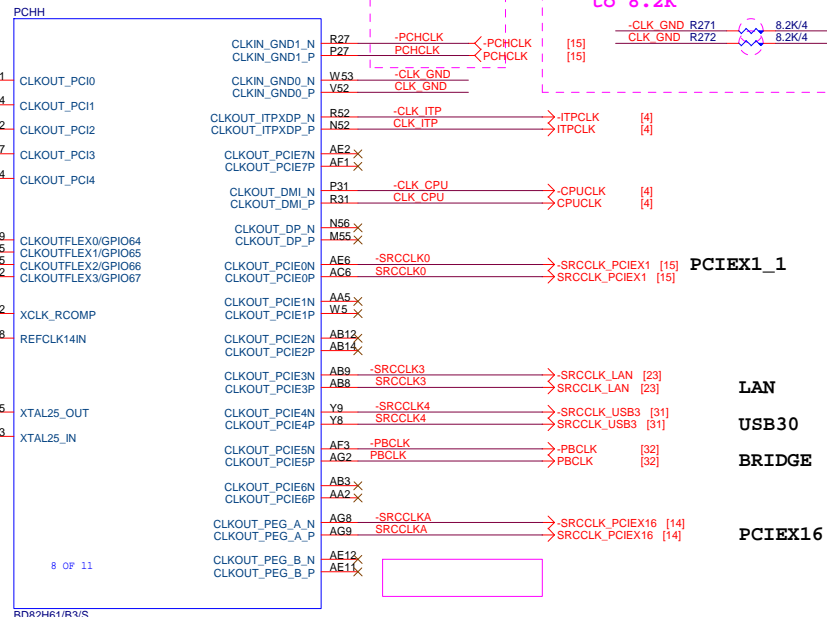 to 8.2K
PCHH
-CLK_GND R271 8.2K/4
CLK_GND R272 8.2K/4
CLKIN_GND1_N R27 -PCHCLK -PCHCLK [15]
CLKIN_GND1_P P27 PCHCLK PCHCLK [15]
CLKOUT_PCI0 CLKIN_GND0_N W53 -CLK_GND
CLKIN_GND0_P V52 CLK_GND
CLKOUT_PCI1
CLKOUT_ITPXDP_N R52 -CLK_ITP -ITPCLK [4]
CLKOUT_PCI2 CLKOUT_ITPXDP_P N52 CLK_ITP ITPCLK [4]
CLKOUT_PCI3 CLKOUT_PCIE7N AE2
CLKOUT_PCIE7P AF1
CLKOUT_PCI4
CLKOUT_DMI_N P31 -CLK_CPU -CPUCLK [4]
CLKOUT_DMI_P R31 CLK_CPU CPUCLK [4]
CLKOUT_DP_N N56
CLKOUTFLEX0/GPIO64 CLKOUT_DP_P M55
CLKOUTFLEX1/GPIO65
CLKOUTFLEX2/GPIO66 CLKOUT_PCIE0N AE6 -SRCCLK0 -SRCCLK_PCIEX1 [15] PCIEX1_1
CLKOUTFLEX3/GPIO67 CLKOUT_PCIE0P AC6 SRCCLK0 SRCCLK_PCIEX1 [15]
CLKOUT_PCIE1N AA5
XCLK_RCOMP CLKOUT_PCIE1P W5
REFCLK14IN CLKOUT_PCIE2N AB12
CLKOUT_PCIE2P AB14
CLKOUT_PCIE3N AB9 -SRCCLK3 -SRCCLK_LAN [23]
CLKOUT_PCIE3P AB8 SRCCLK3 SRCCLK_LAN [23] LAN
XTAL25_OUT CLKOUT_PCIE4N Y9 -SRCCLK4 -SRCCLK_USB3 [31]
CLKOUT_PCIE4P Y8 SRCCLK4 SRCCLK_USB3 [31] USB30
XTAL25_IN
CLKOUT_PCIE5N AF3 -PBCLK -PBCLK [32]
CLKOUT_PCIE5P AG2 PBCLK PBCLK [32] BRIDGE
CLKOUT_PCIE6N AB3
CLKOUT_PCIE6P AA2
CLKOUT_PEG_A_N AG8 -SRCCLKA -SRCCLK_PCIEX16 [14]
CLKOUT_PEG_A_P AG9 SRCCLKA SRCCLK_PCIEX16 [14] PCIEX16
CLKOUT_PEG_B_N AE12
8 OF 11 CLKOUT_PEG_B_P AE11
BD82H61/B3/S